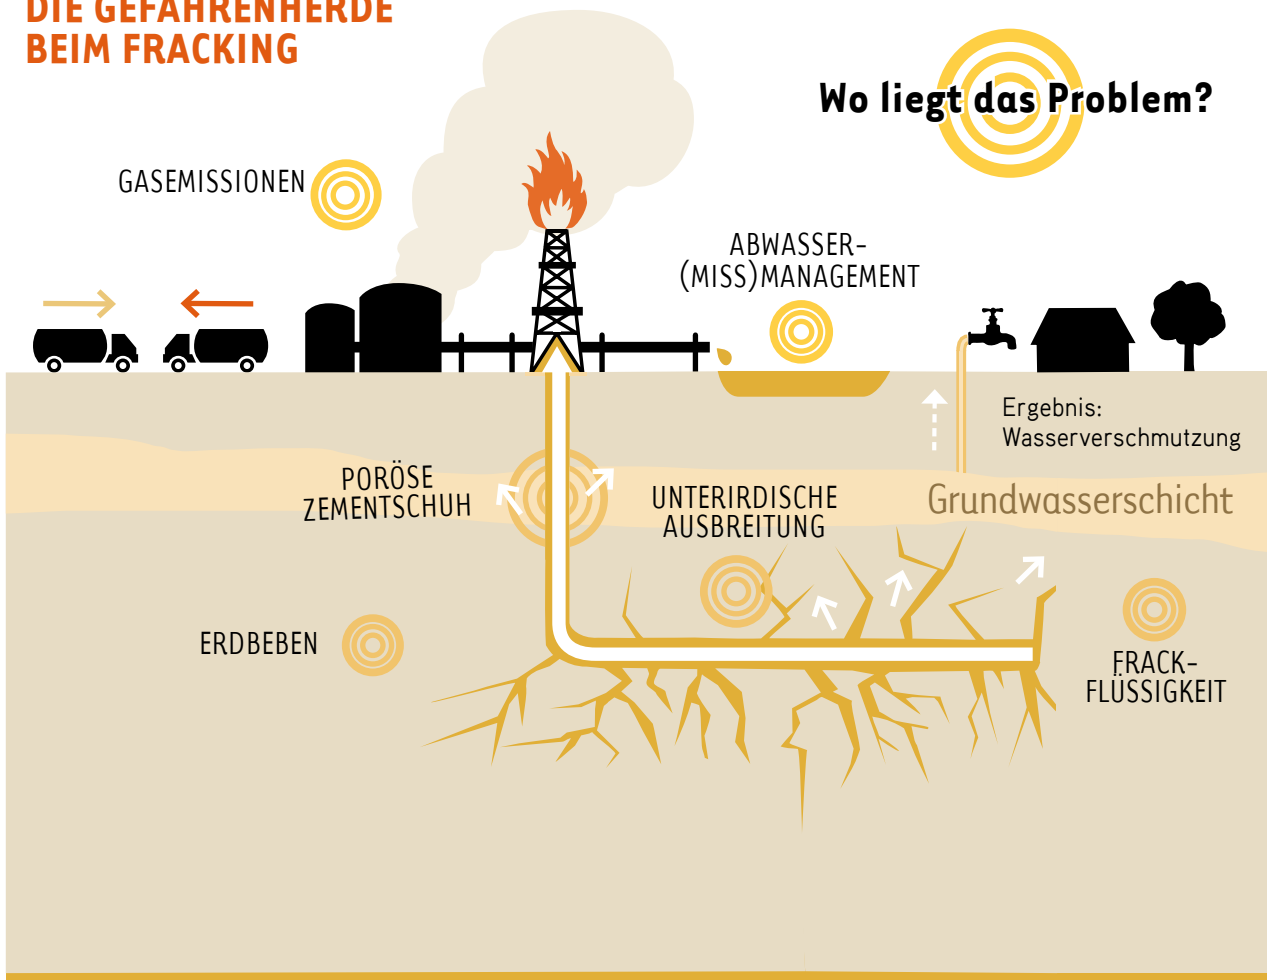 DIE GEFAHRENHERDE
BEIM FRACKING
Wo liegt das Problem?
GASEMISSIONEN
ABWASSER-
(MISS)MANAGEMENT
Ergebnis:
Wasserverschmutzung
PORÖSE
ZEMENTSCHUH
UNTERIRDISCHE
AUSBREITUNG
Grundwasserschicht
ERDBEBEN
FRACK-
FLÜSSIGKEIT